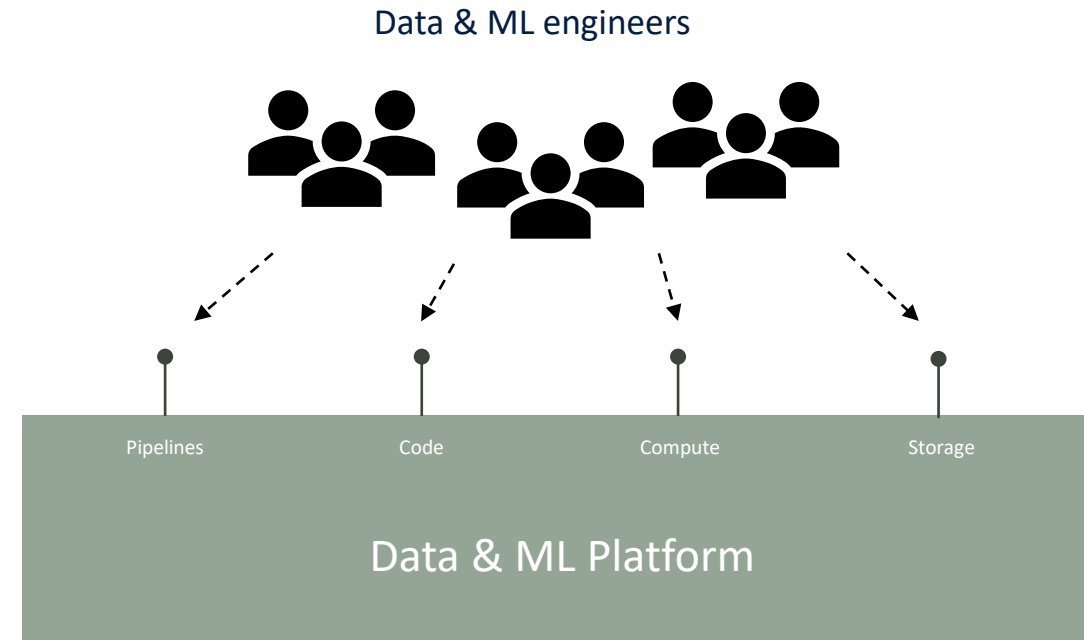 Data & ML engineers
Pipelines
Code
Compute
Storage
Data & ML Platform